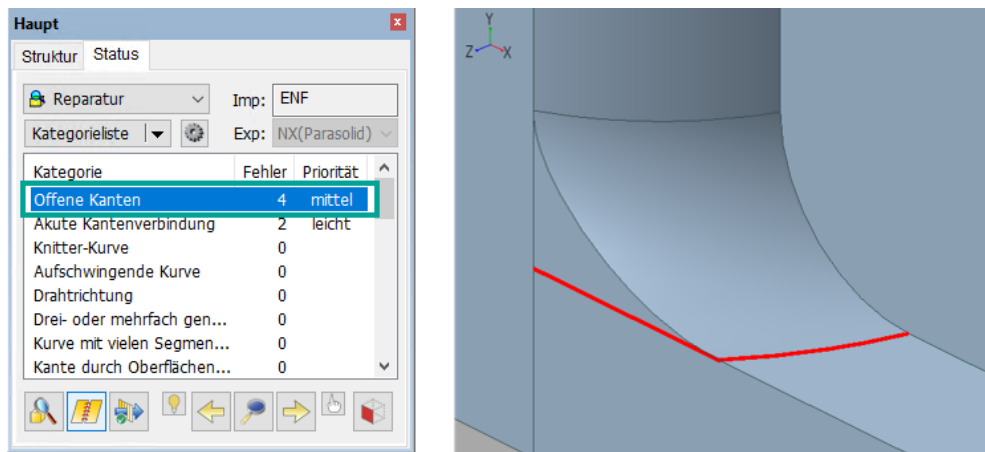 Haupt
Struktur Status
Reparatur Imp: ENF
Kategorieliste Exp: NX(Parasolid)
Kategorie Fehler Priorität
Offene Kanten 4 mittel
Akute Kantenverbindung 2 leicht
Knitter-Kurve 0
Aufschwingende Kurve 0
Drahtrichtung 0
Drei- oder mehrfach gen... 0
Kurve mit vielen Segmen... 0
Kante durch Oberflächen... 0
Y
Z X